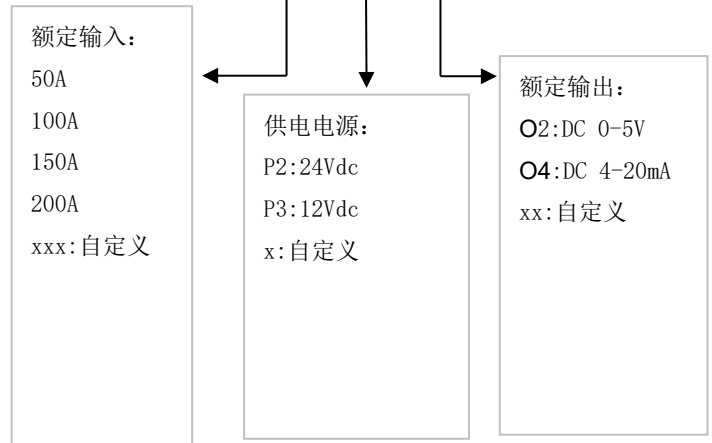 额定输入：
50A
100A
150A
200A
xxx:自定义
供电电源：
P2:24Vdc
P3:12Vdc
x:自定义
额定输出：
O2:DC 0-5V
O4:DC 4-20mA
xx:自定义